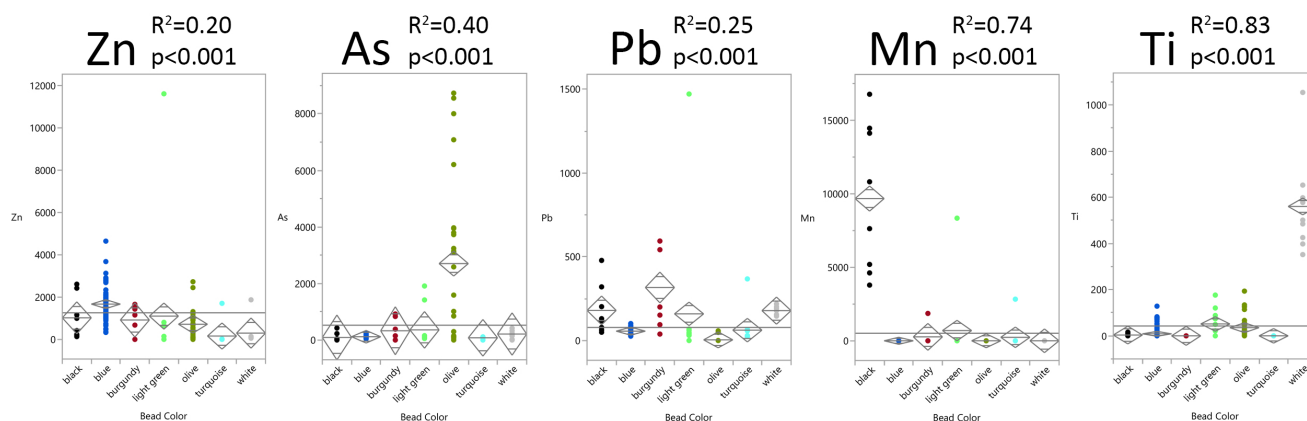 Zn
R²=0.20
p<0.001
12000
10000
8000
6000
4000
2000
0
Zn
black
blue
burgundy
light green
olive
turquoise
white
Bead Color
As
R²=0.40
p<0.001
8000
6000
4000
2000
0
As
black
blue
burgundy
light green
olive
turquoise
white
Bead Color
Pb
R²=0.25
p<0.001
1500
1000
500
0
Pb
black
blue
burgundy
light green
olive
turquoise
white
Bead Color
Mn
R²=0.74
p<0.001
15000
10000
5000
0
Mn
black
blue
burgundy
light green
olive
turquoise
white
Bead Color
Ti
R²=0.83
p<0.001
1000
800
600
400
200
0
Ti
black
blue
burgundy
light green
olive
turquoise
white
Bead Color